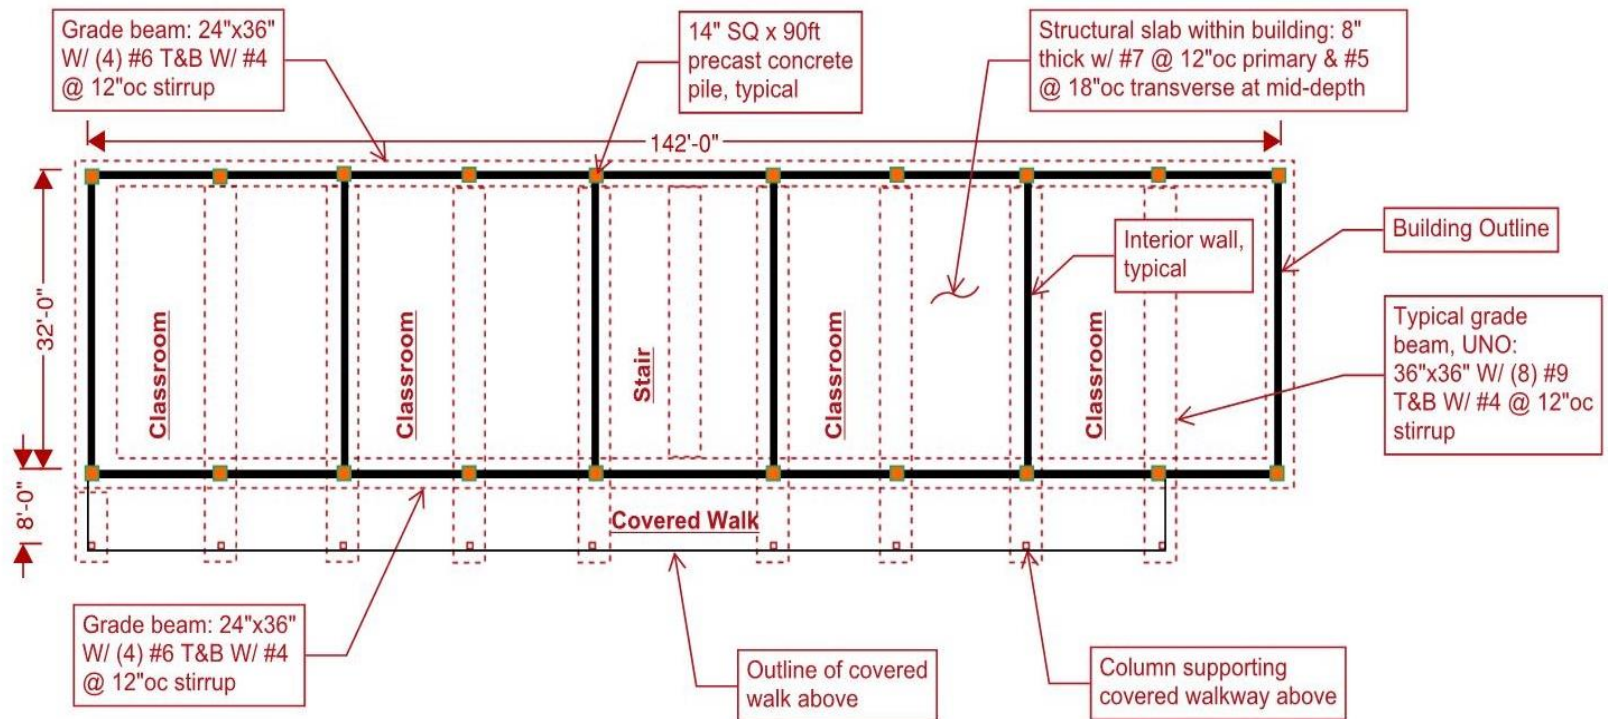 Grade beam: 24"x36"
W/ (4) #6 T&B W/ #4
@ 12"oc stirrup
14" SQ x 90ft
precast concrete
pile, typical
Structural slab within building: 8"
thick w/ #7 @ 12"oc primary & #5
@ 18"oc transverse at mid-depth
142'-0"
32'-0"
8'-0"
Classroom
Classroom
Stair
Classroom
Classroom
Interior wall,
typical
Building Outline
Typical grade
beam, UNO:
36"x36" W/ (8) #9
T&B W/ #4 @ 12"oc
stirrup
Covered Walk
Grade beam: 24"x36"
W/ (4) #6 T&B W/ #4
@ 12"oc stirrup
Outline of covered
walk above
Column supporting
covered walkway above